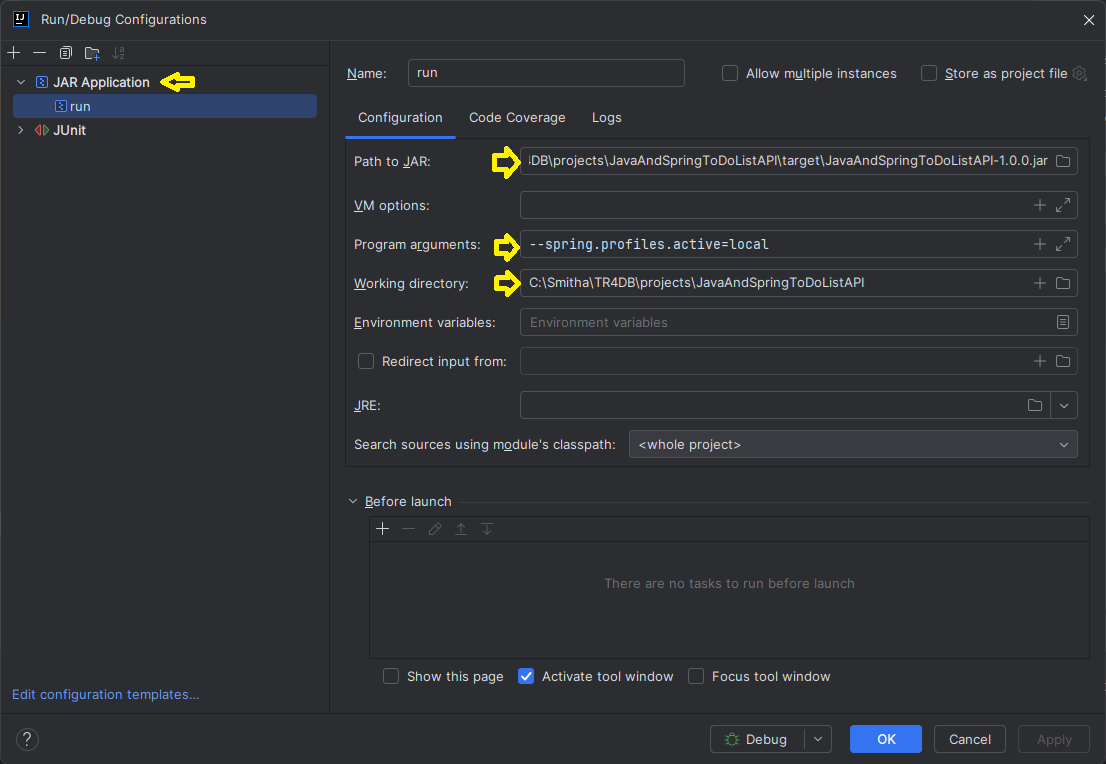 Run/Debug Configurations
JAR Application
run
JUnit
Edit configuration templates...
Name: run
Allow multiple instances
Store as project file
Configuration Code Coverage Logs
Path to JAR: DB\projects\JavaAndSpringToDoListAPI\target\JavaAndSpringToDoListAPI-1.0.0.jar
VM options:
Program arguments: --spring.profiles.active=local
Working directory: C:\Smitha\TR4DB\projects\JavaAndSpringToDoListAPI
Environment variables: Environment variables
Redirect input from:
JRE:
Search sources using module's classpath: <whole project>
Before launch
There are no tasks to run before launch
Show this page Activate tool window Focus tool window
? Debug OK Cancel Apply